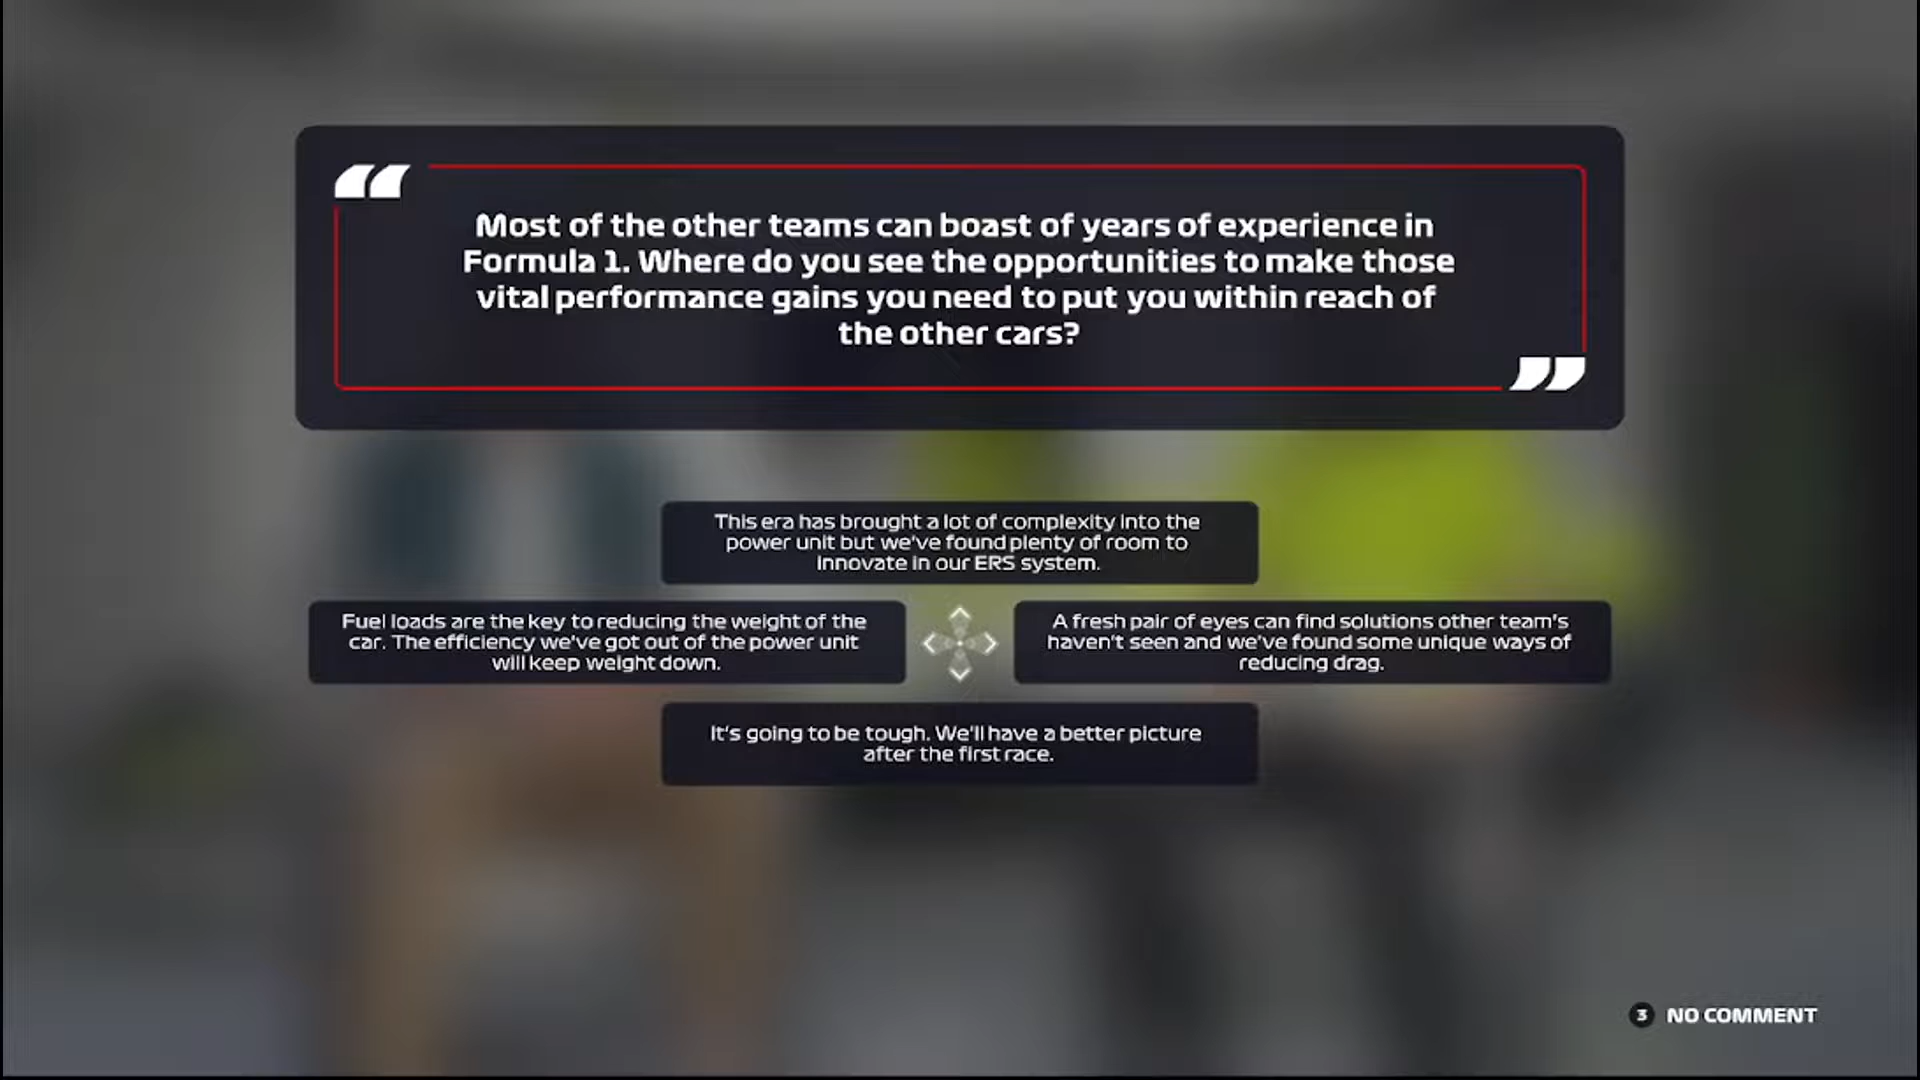 Most of the other teams can boast of years of experience in
Formula 1. Where do you see the opportunities to make those
vital performance gains you need to put you within reach of
the other cars?
This era has brought a lot of complexity into the
power unit but we've found plenty of room to
innovate in our ERS system.
Fuel loads are the key to reducing the weight of the
car. The efficiency we've got out of the power unit
will keep weight down.
A fresh pair of eyes can find solutions other team's
haven't seen and we've found some unique ways of
reducing drag.
It's going to be tough. We'll have a better picture
after the first race.
3 NO COMMENT